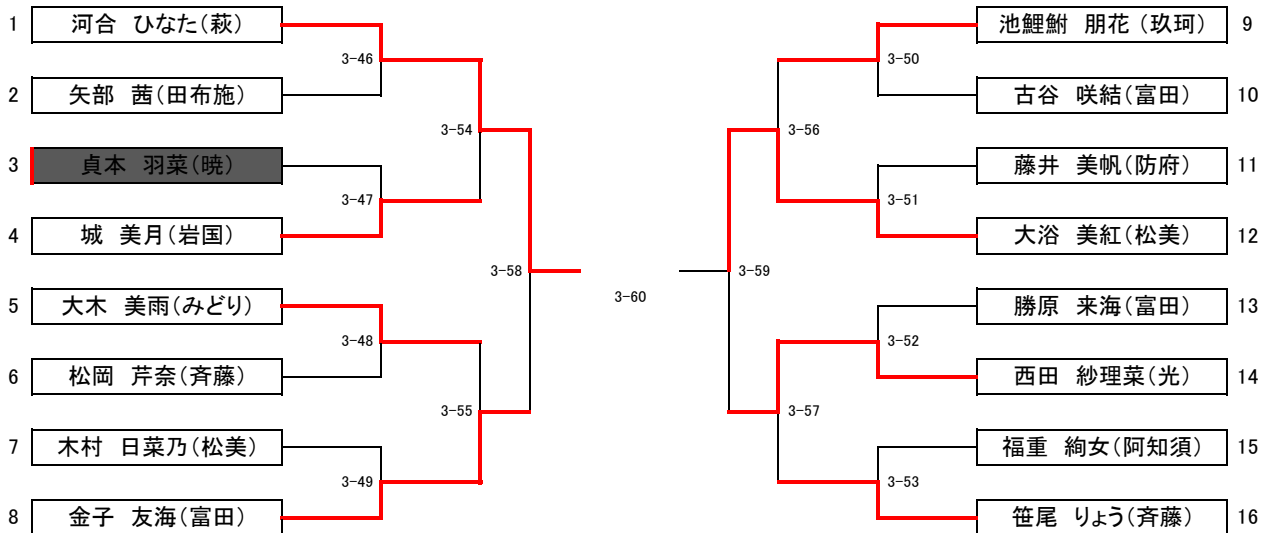 1 河合 ひなた(萩)
2 矢部 茜(田布施)
3 貞本 羽菜(暁)
4 城 美月(岩国)
5 大木 美雨(みどり)
6 松岡 芹奈(斉藤)
7 木村 日菜乃(松美)
8 金子 友海(富田)
3-46
3-47
3-48
3-49
3-54
3-55
3-58
3-60
3-59
3-56
3-57
3-50
3-51
3-52
3-53
池鯉鮒 朋花 (玖珂) 9
古谷 咲結(富田) 10
藤井 美帆(防府) 11
大浴 美紅(松美) 12
勝原 来海(富田) 13
西田 紗理菜(光) 14
福重 絢女(阿知須) 15
笹尾 りょう(斉藤) 16